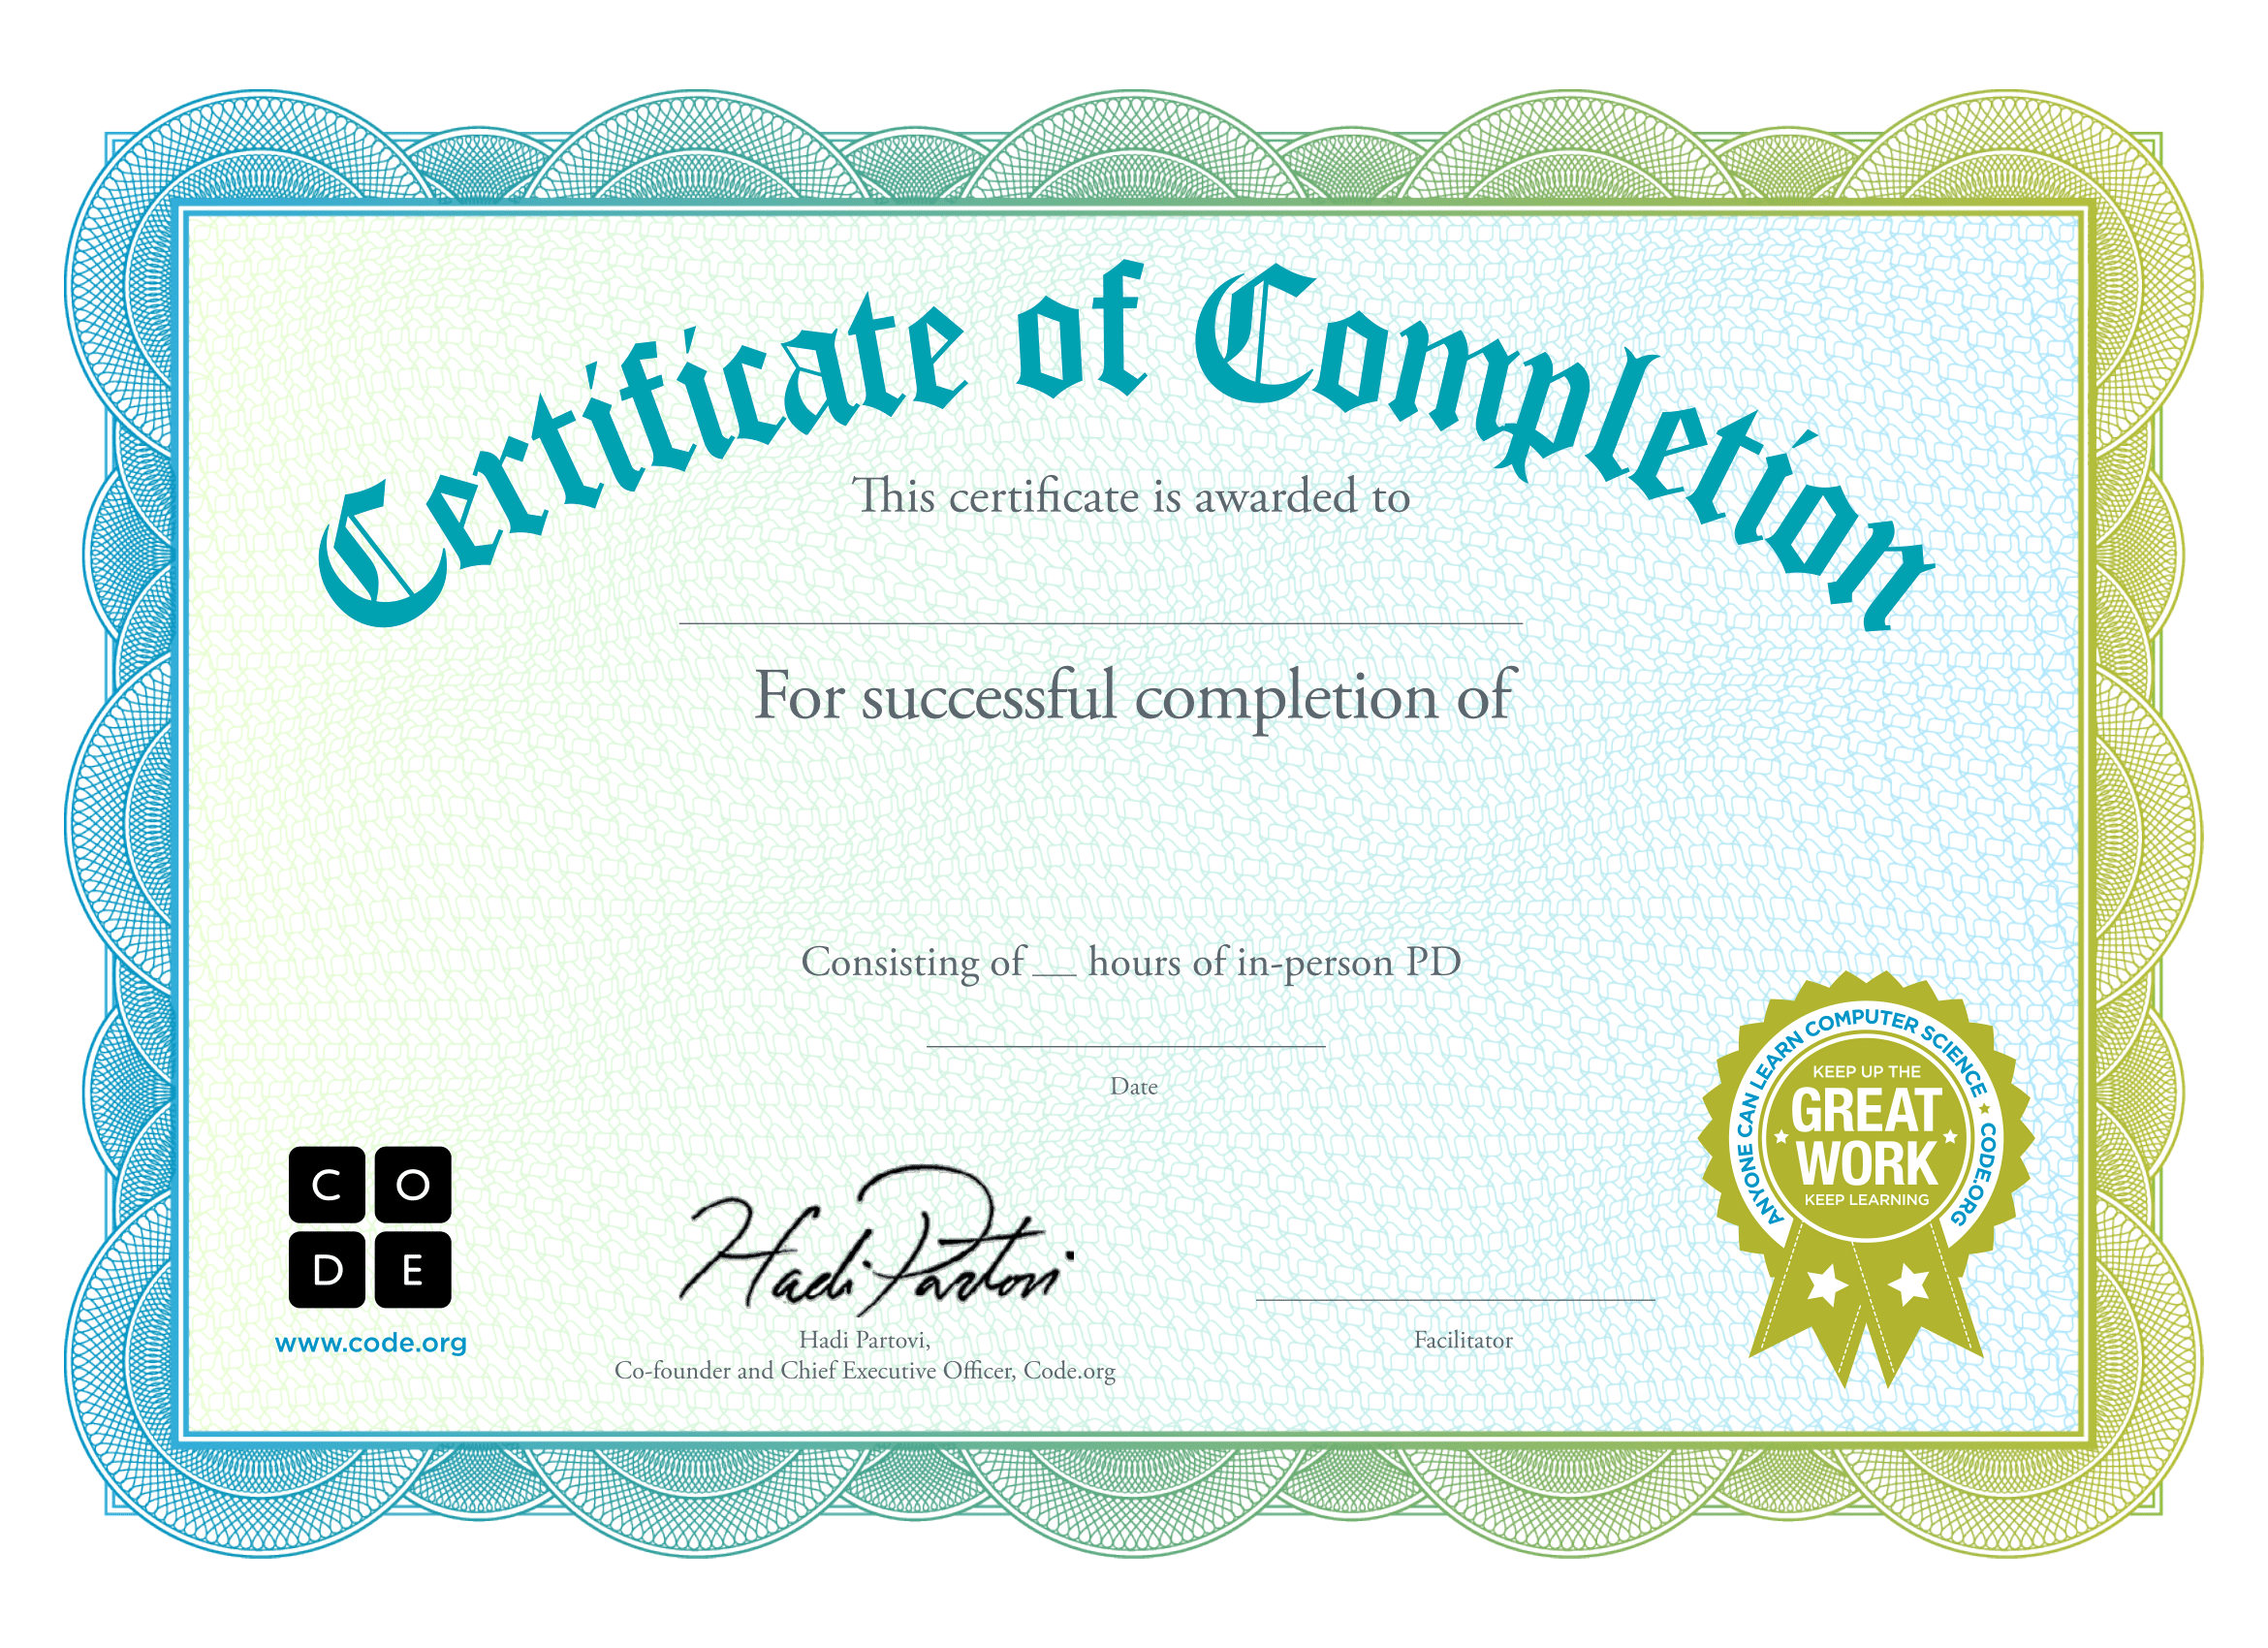 Certificate of Completion
This certificate is awarded to
For successful completion of
Consisting of __ hours of in-person PD
Date
C O
D E
www.code.org
Hadi Partovi
Hadi Partovi,
Co-founder and Chief Executive Officer, Code.org
Facilitator
ANYONE CAN LEARN COMPUTER SCIENCE ★ CODE.ORG
KEEP UP THE
GREAT
WORK
KEEP LEARNING